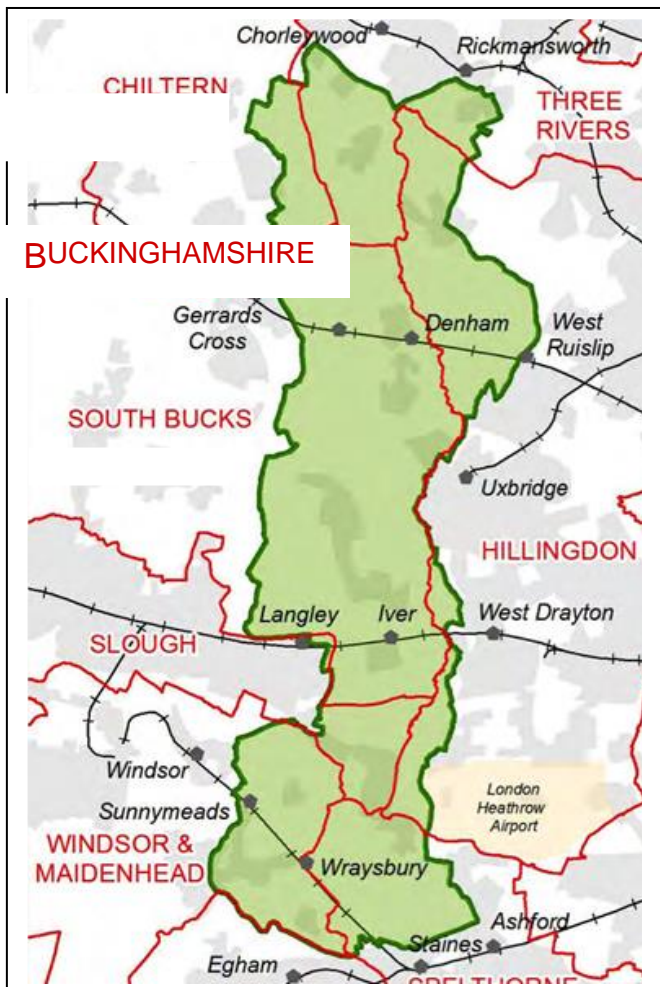 Chorleywood
Rickmansworth
CHILTERN
THREE
RIVERS
BUCKINGHAMSHIRE
Gerrards
Cross
Denham
West
Ruislip
SOUTH BUCKS
Uxbridge
HILLINGDON
Langley
Iver
West Drayton
SLOUGH
Windsor
London
Heathrow
Airport
Sunnymeads
WINDSOR &
MAIDENHEAD
Wraysbury
Ashford
Staines
Egham
SPELTHORNE